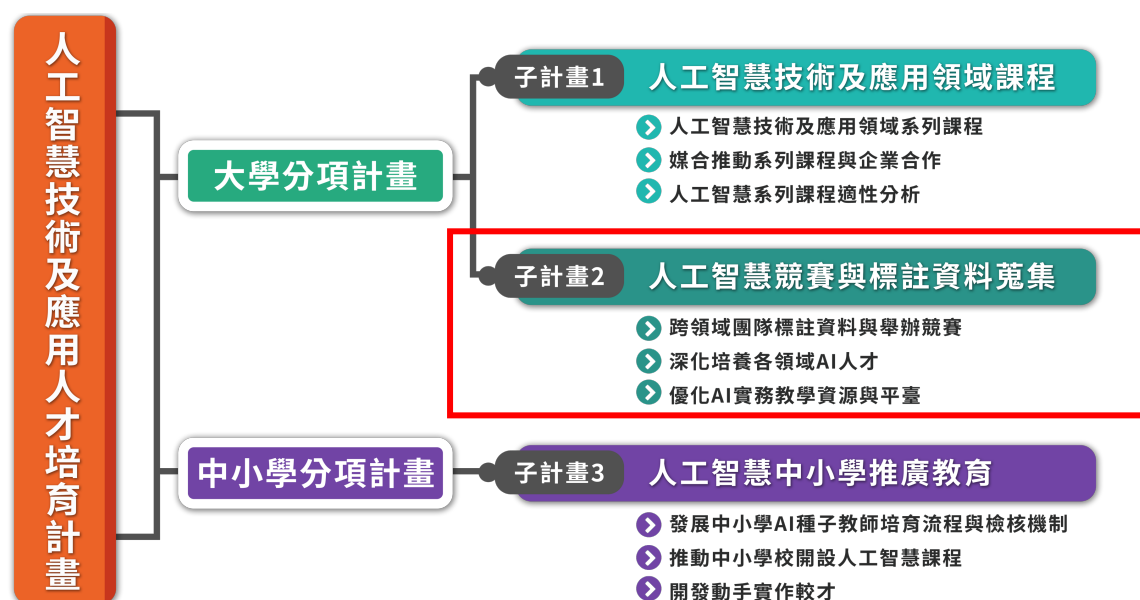 人工智慧技術及應用人才培育計畫
大學分項計畫
子計畫1
人工智慧技術及應用領域課程
人工智慧技術及應用領域系列課程
媒合推動系列課程與企業合作
人工智慧系列課程適性分析
子計畫2
人工智慧競賽與標註資料蒐集
跨領域團隊標註資料與舉辦競賽
深化培養各領域AI人才
優化AI實務教學資源與平臺
中小學分項計畫
子計畫3
人工智慧中小學推廣教育
發展中小學AI種子教師培育流程與檢核機制
推動中小學校開設人工智慧課程
開發動手實作較才